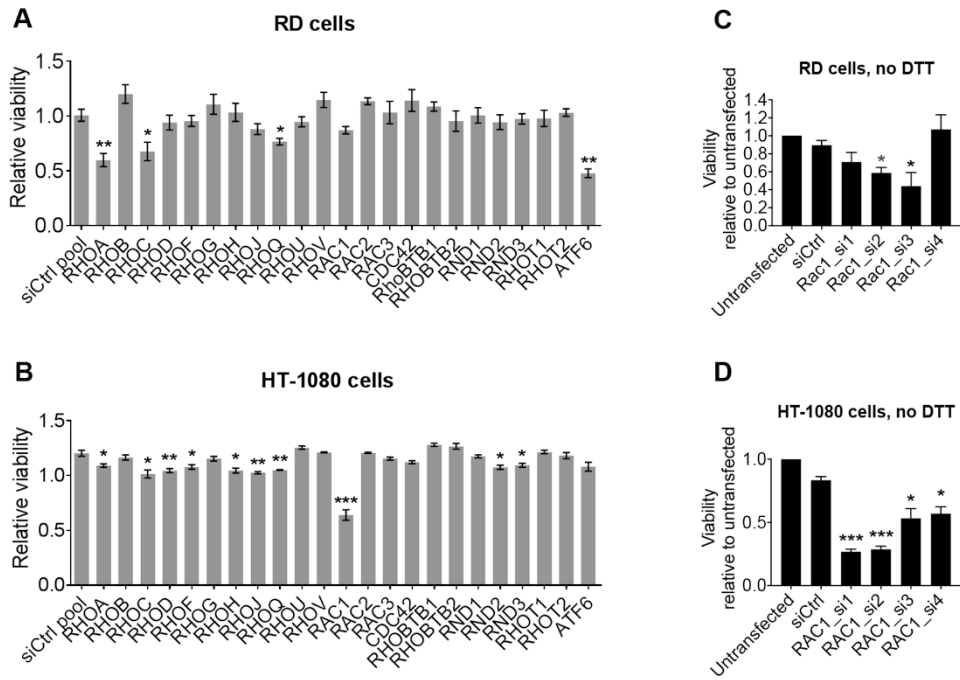 A
RD cells
Relative viability
1.5
1.0
0.5
0.0
** * * **
siCtrl pool RHOA RHOB RHOC RHOD RHOF RHOG RHOH RHOJ RHOQ RHOU RHOV RAC1 RAC2 RAC3 CDC42 RhoBTB1 RHOBTB2 RND1 RND2 RND3 RHOT1 RHOT2 ATF6
B
HT-1080 cells
Relative viability
1.5
1.0
0.5
0.0
* * ** * * ** ** *** * *
siCtrl pool RHOA RHOB RHOC RHOD RHOF RHOG RHOH RHOJ RHOQ RHOU RHOV RAC1 RAC2 RAC3 CDC42 RHOBTB1 RHOBTB2 RND1 RND2 RND3 RHOT1 RHOT2 ATF6
C
RD cells, no DTT
Viability
relative to untransfected
1.4
1.2
1.0
0.8
0.6
0.4
0.2
0.0
* *
Untransfected siCtrl Rac1_si1 Rac1_si2 Rac1_si3 Rac1_si4
D
HT-1080 cells, no DTT
Viability
relative to untransfected
1.0
0.5
0.0
*** *** * *
Untransfected siCtrl RAC1_si1 RAC1_si2 RAC1_si3 RAC1_si4